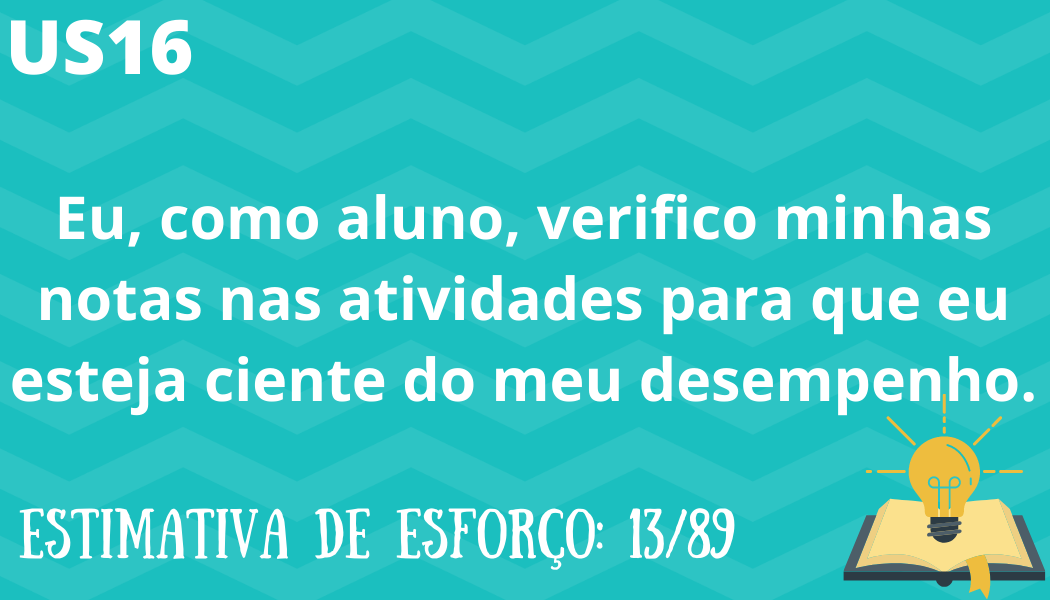 US16
Eu, como aluno, verifico minhas
notas nas atividades para que eu
esteja ciente do meu desempenho.
ESTIMATIVA DE ESFORÇO: 13/89